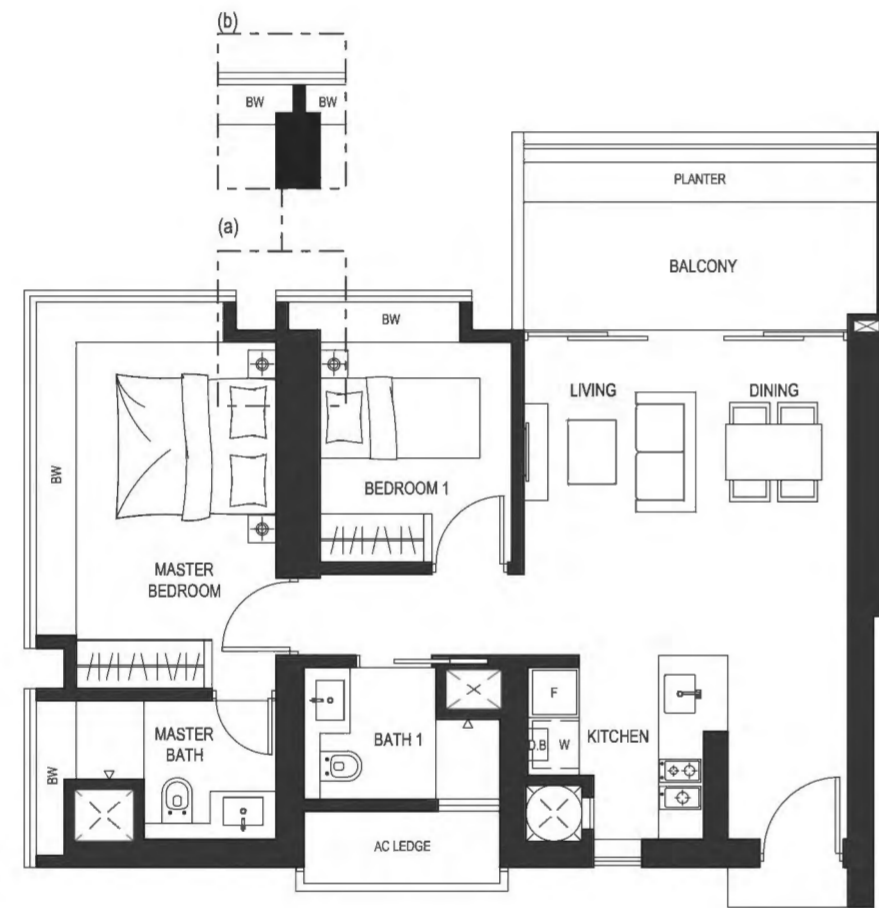 (b)
BW BW
(a)
PLANTER
BALCONY
BW
LIVING DINING
BW
BEDROOM 1
MASTER
BEDROOM
F
D.B. W
KITCHEN
MASTER
BATH
BATH 1
BW
AC LEDGE